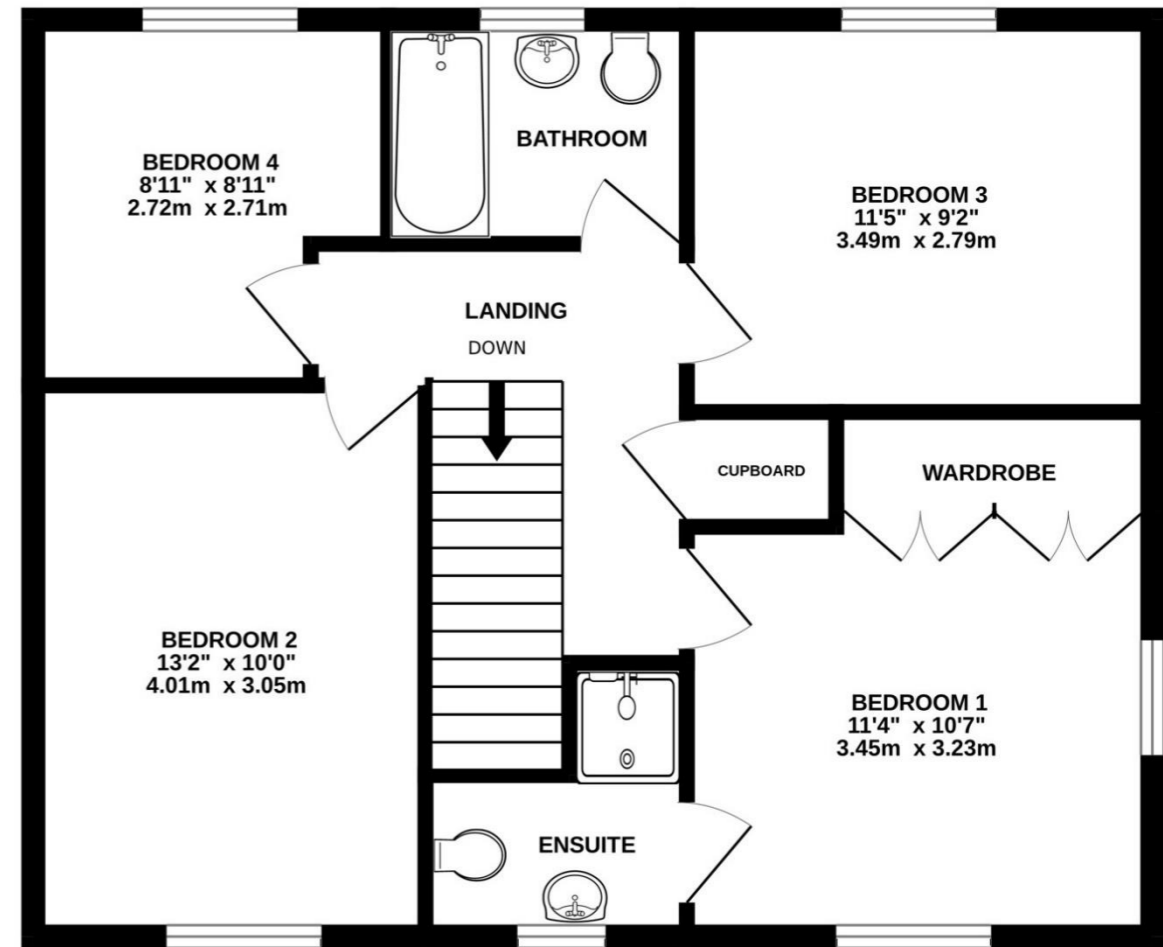 BATHROOM
BEDROOM 4
8'11" x 8'11"
2.72m x 2.71m
BEDROOM 3
11'5" x 9'2"
3.49m x 2.79m
LANDING
DOWN
CUPBOARD
WARDROBE
BEDROOM 2
13'2" x 10'0"
4.01m x 3.05m
BEDROOM 1
11'4" x 10'7"
3.45m x 3.23m
ENSUITE